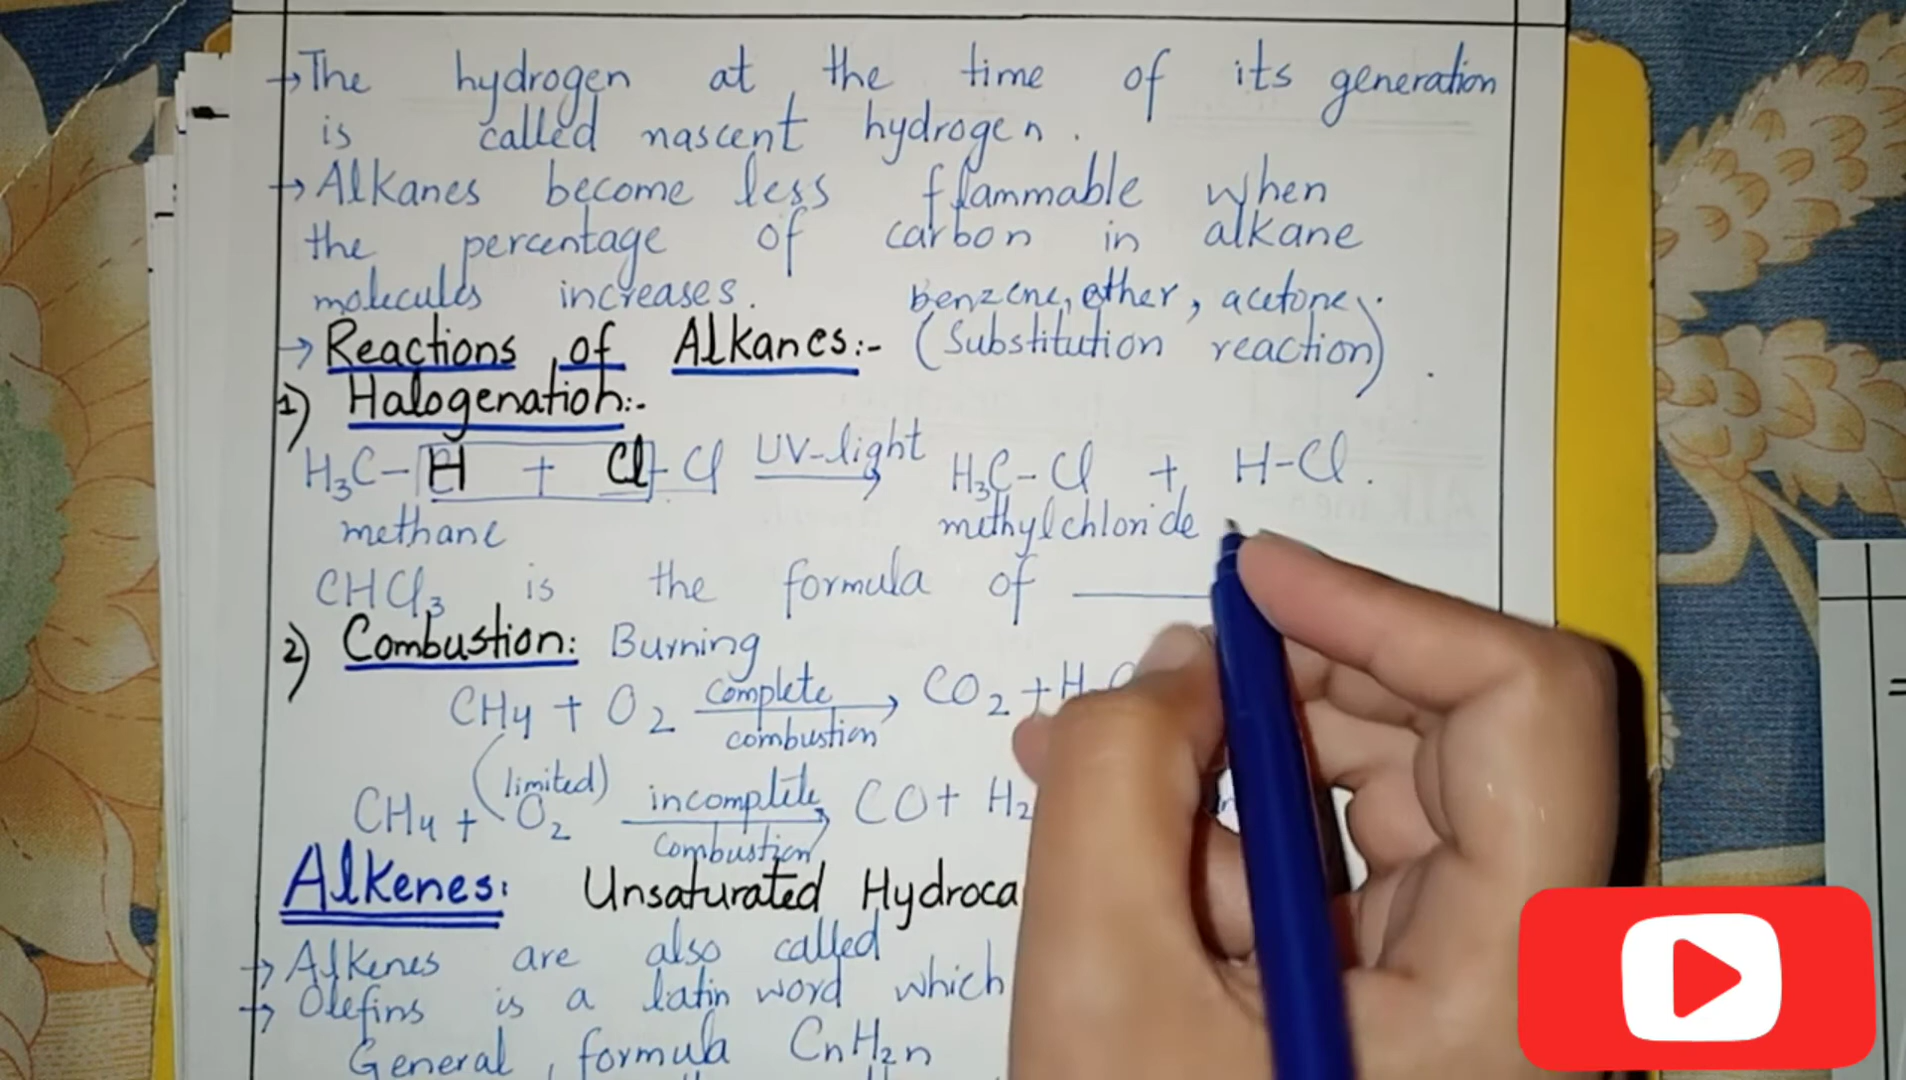 →The hydrogen at the time of its generation
is called nascent hydrogen.
→Alkanes become less flammable when
the percentage of carbon in alkane
molecules increases. benzene, ether, acetone.
→Reactions of Alkanes:- (Substitution reaction)
1) Halogenation:-
H₃C-H + Cl-Cl UV-light → H₃C-Cl + H-Cl.
methane methylchloride
CHCl₃ is the formula of ______
2) Combustion: Burning
CH₄ + O₂ complete combustion → CO₂ + H₂O
CH₄ + O₂ (limited) incomplete combustion → CO + H₂
Alkenes: Unsaturated
→ Alkenes are also called
→ Olefins is a latin word which
General formula CnH2n